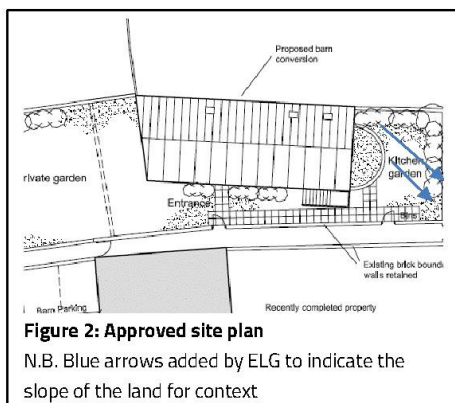 Proposed barn
conversion
rivate garden
Kitchen
garden
Entrance
Bins
Existing brick bound
walls retained
Barn Parking
Recently completed property
Figure 2: Approved site plan
N.B. Blue arrows added by ELG to indicate the
slope of the land for context